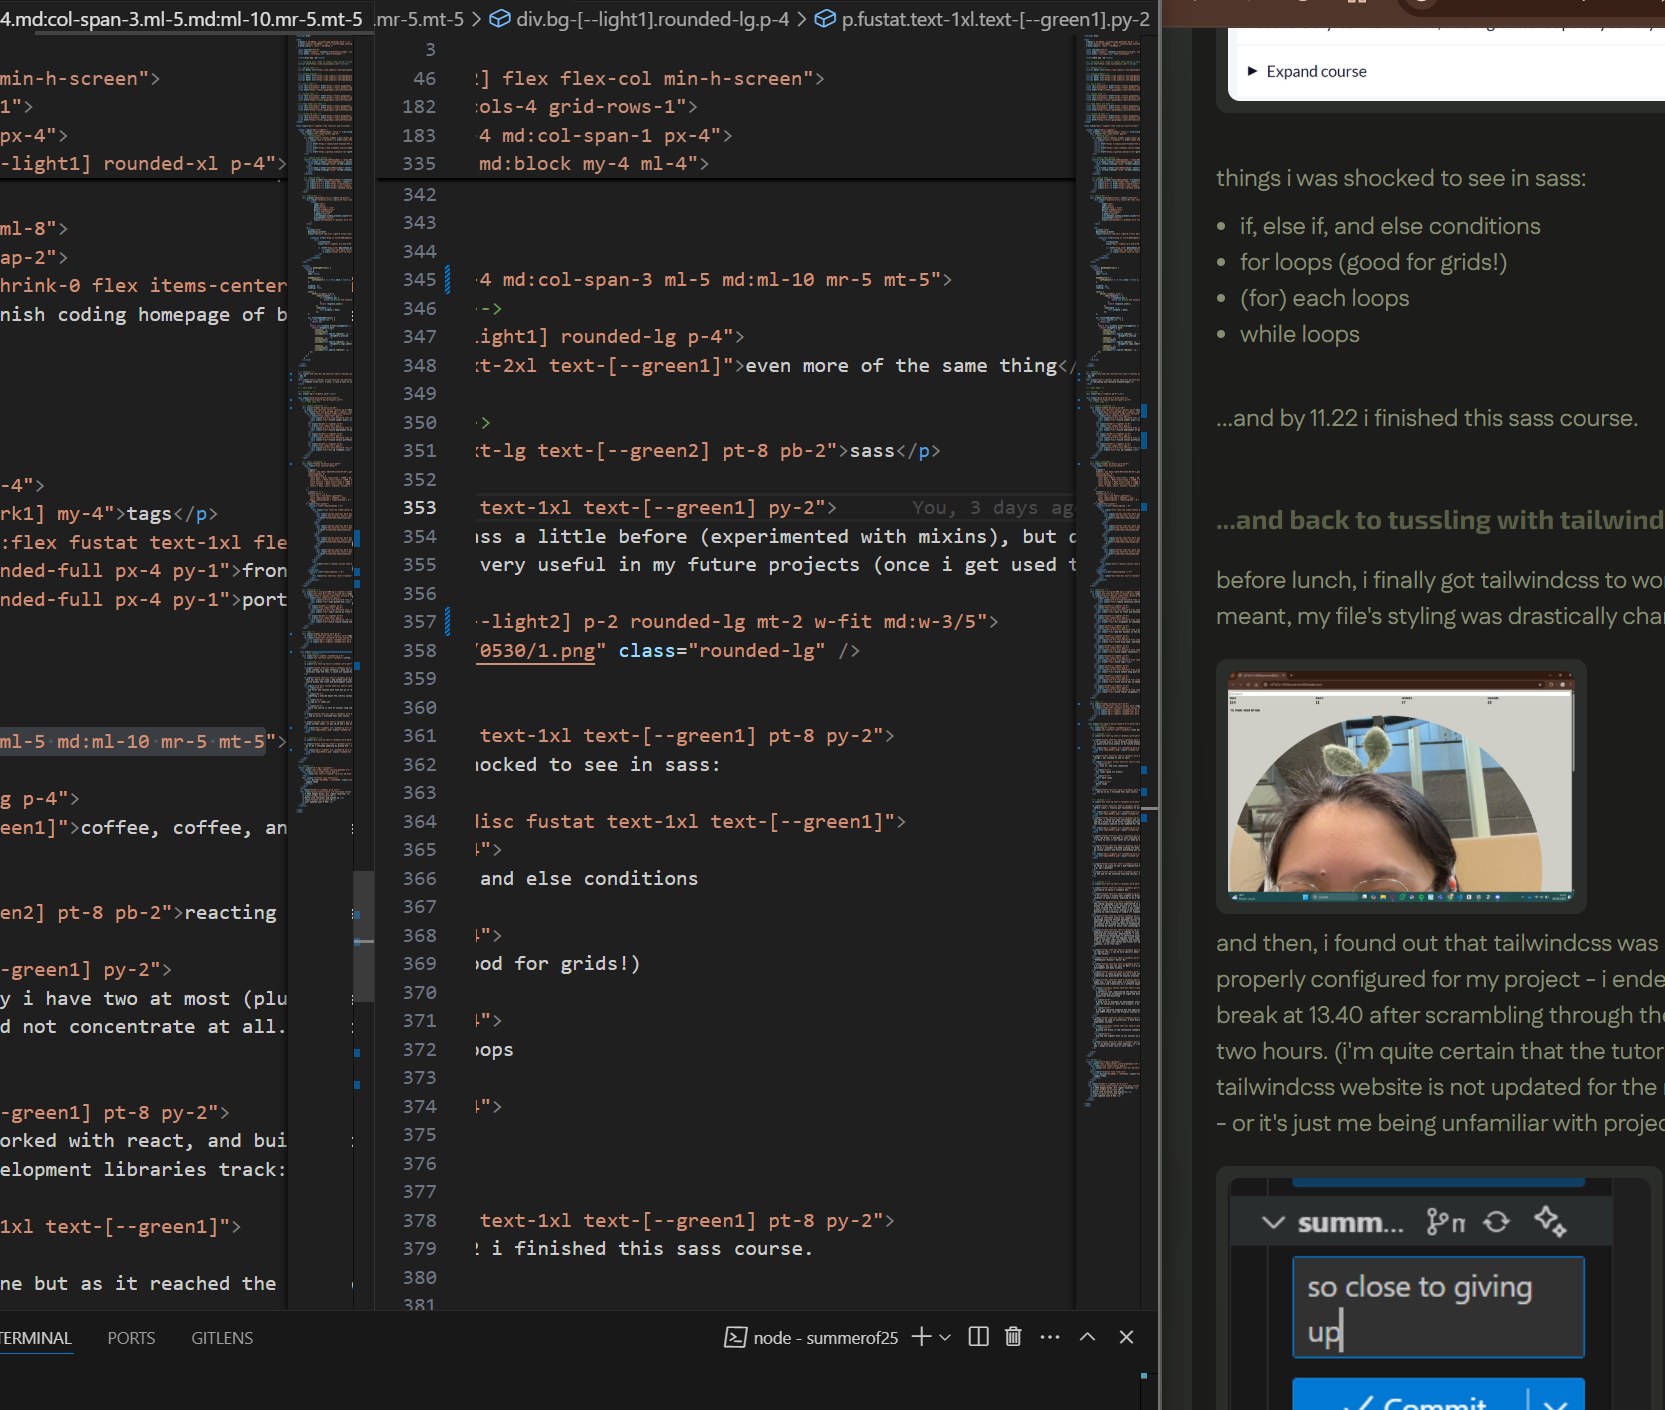 4.md:col-span-3.ml-5.md:ml-10.mr-5.mt-5
min-h-screen">
1">
px-4">
-light1] rounded-xl p-4">
ml-8">
ap-2">
hrink-0 flex items-center
nish coding homepage of b
-4">
rk1] my-4">tags</p>
:flex fustat text-1xl fle
nded-full px-4 py-1">fron
nded-full px-4 py-1">port
ml-5 md:ml-10 mr-5 mt-5">
g p-4">
een1]">coffee, coffee, an
en2] pt-8 pb-2">reacting
-green1] py-2">
y i have two at most (plu
d not concentrate at all.
-green1] pt-8 py-2">
orked with react, and bui
elopment libraries track:
1xl text-[--green1]">
ne but as it reached the
.mr-5.mt-5 > div.bg-[--light1].rounded-lg.p-4 > p.fustat.text-1xl.text-[--green1].py-2
3
46 ] flex flex-col min-h-screen">
182 cols-4 grid-rows-1">
183 4 md:col-span-1 px-4">
335 md:block my-4 ml-4">
342
343
344
345 -4 md:col-span-3 ml-5 md:ml-10 mr-5 mt-5">
346 -->
347 light1] rounded-lg p-4">
348 xt-2xl text-[--green1]">even more of the same thing</
349
350 >
351 xt-lg text-[--green2] pt-8 pb-2">sass</p>
352
353 text-1xl text-[--green1] py-2"> You, 3 days ag
354 ass a little before (experimented with mixins), but
355 very useful in my future projects (once i get used t
356
357 --light2] p-2 rounded-lg mt-2 w-fit md:w-3/5">
358 /0530/1.png" class="rounded-lg" />
359
360
361 text-1xl text-[--green1] pt-8 py-2">
362 hocked to see in sass:
363
364 disc fustat text-1xl text-[--green1]">
365 4">
366 and else conditions
367
368 4">
369 ood for grids!)
370
371 4">
372 oops
373
374 4">
375
376
377
378 text-1xl text-[--green1] pt-8 py-2">
379 2 i finished this sass course.
380
381
TERMINAL PORTS GITLENS
node - summerof25
Expand course
things i was shocked to see in sass:
• if, else if, and else conditions
• for loops (good for grids!)
• (for) each loops
• while loops
...and by 11.22 i finished this sass course.
...and back to tussling with tailwind
before lunch, i finally got tailwindcss to wo
meant, my file's styling was drastically cha
and then, i found out that tailwindcss was
properly configured for my project - i ende
break at 13.40 after scrambling through the
two hours. (i'm quite certain that the tutor
tailwindcss website is not updated for the
- or it's just me being unfamiliar with projec
summ...
so close to giving
up
Commit